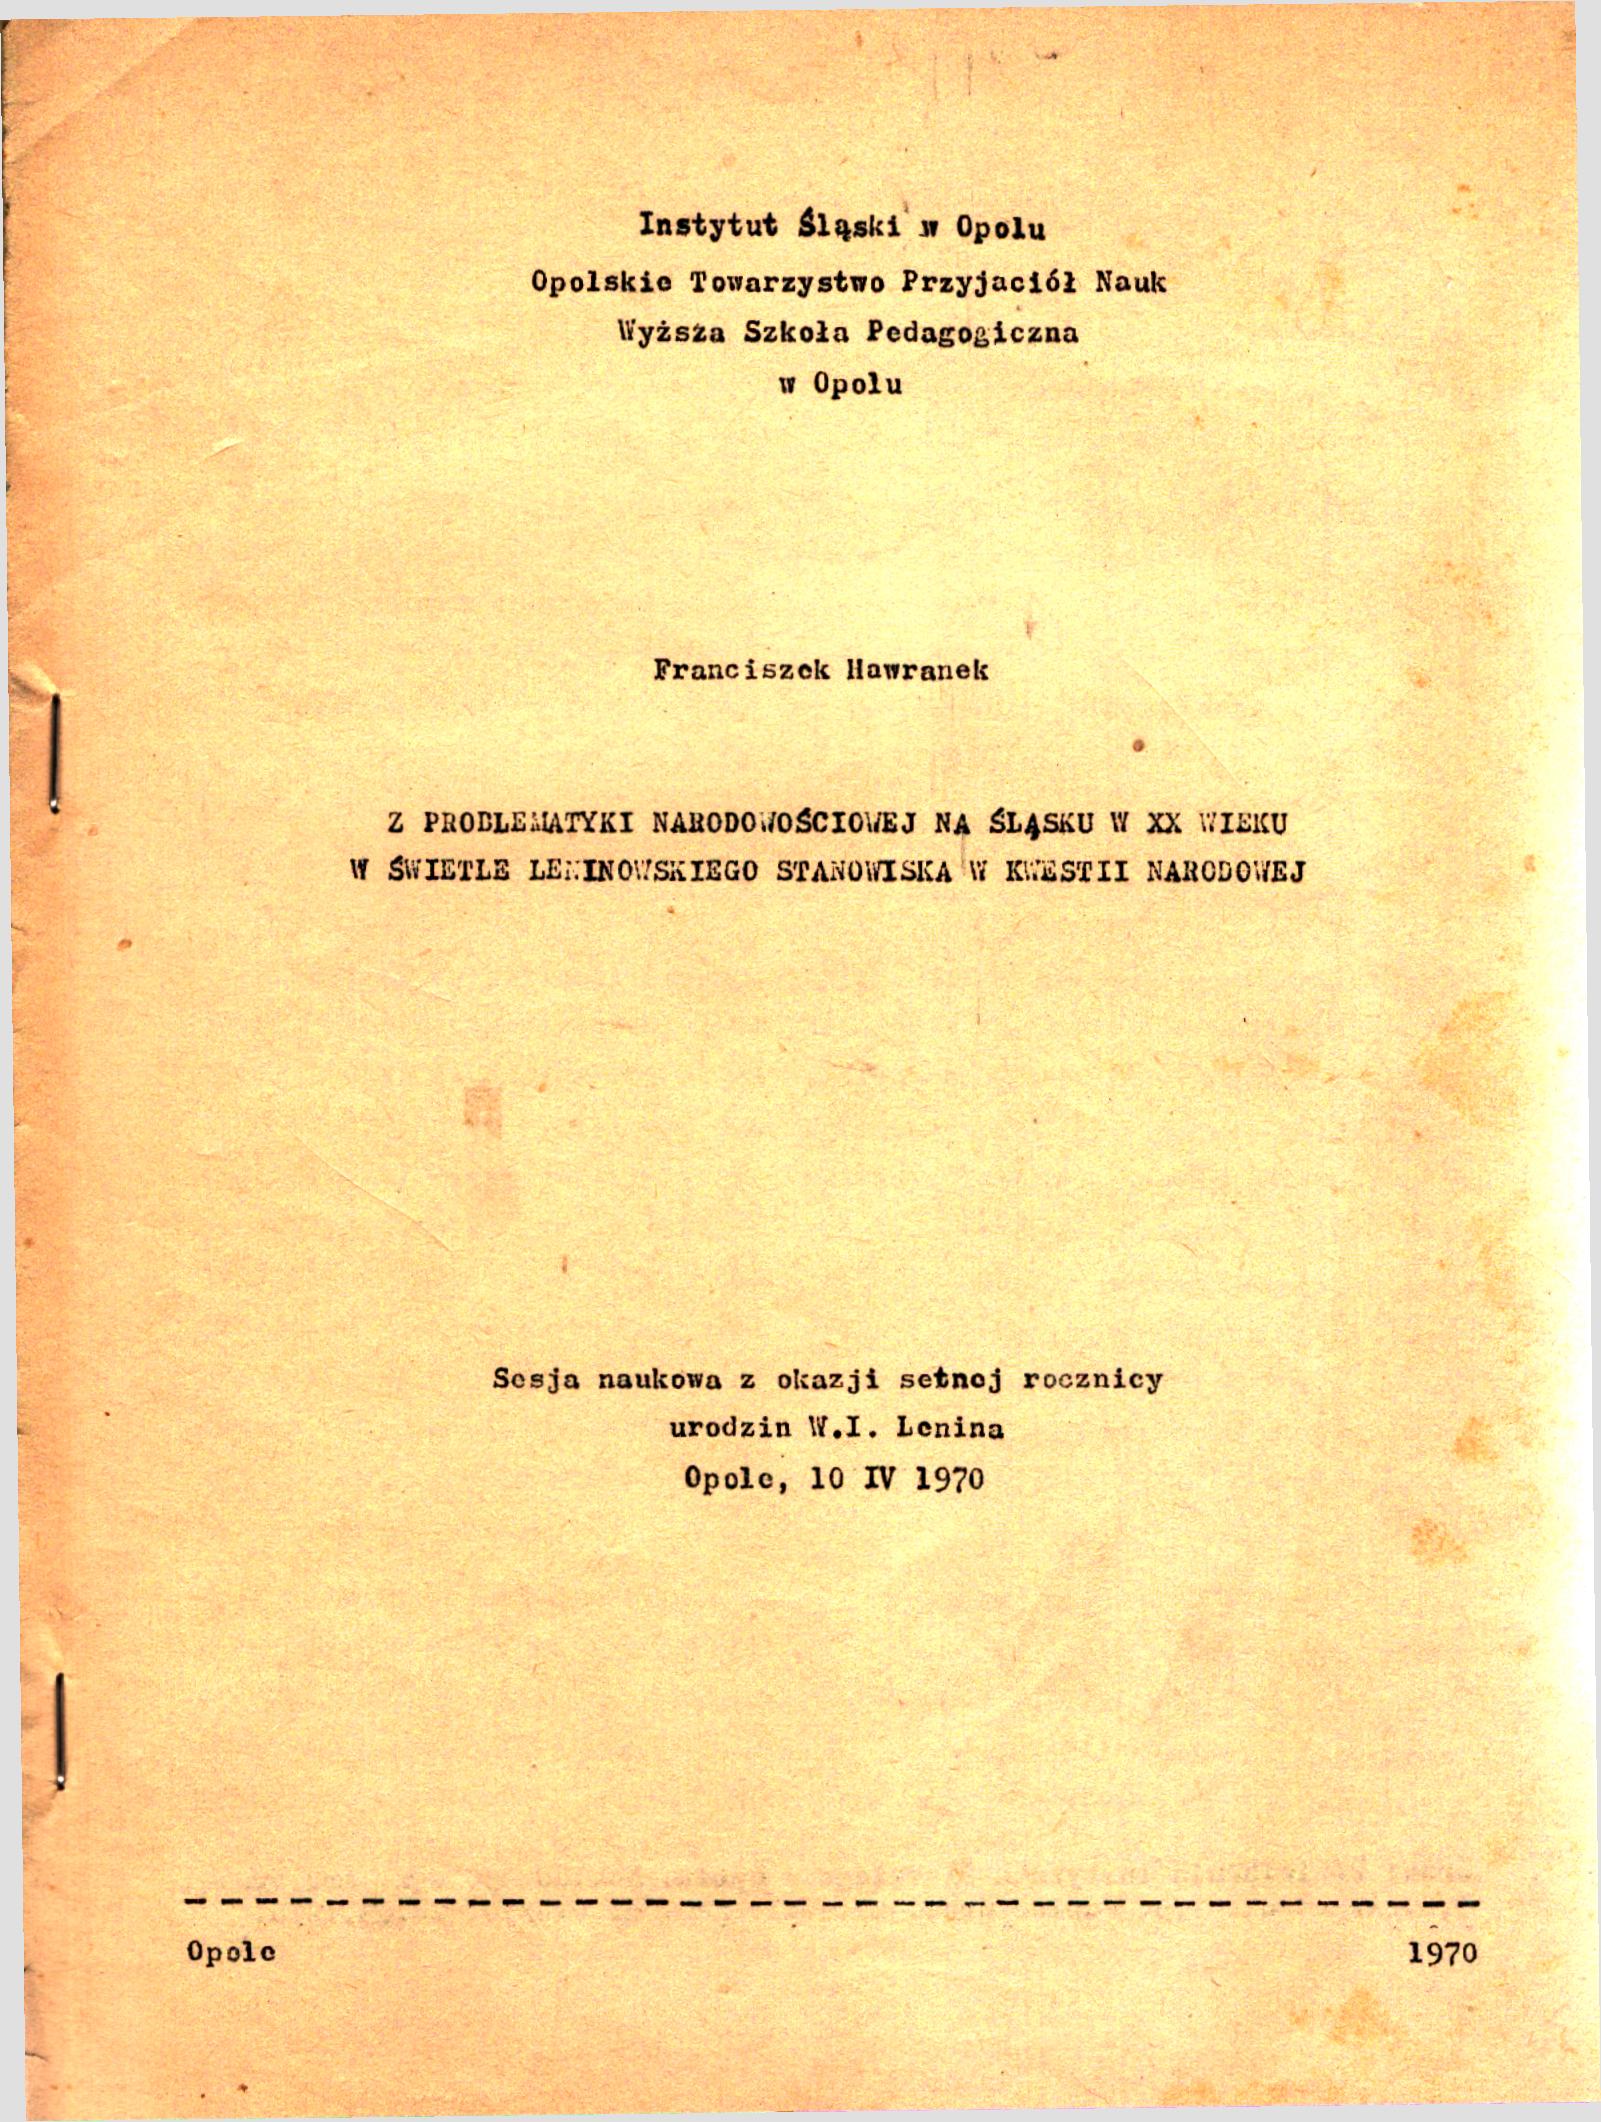 Instytut Śląski w Opolu
Opolskie Towarzystwo Przyjaciół Nauk
Wyższa Szkoła Pedagogiczna
w Opolu
Franciszek Hawranek
Z PROBLEMATYKI NARODOWOŚCIOWEJ NA ŚLĄSKU W XX WIEKU
W ŚWIETLE LENINOWSKIEGO STANOWISKA W KWESTII NARODOWEJ
Sesja naukowa z okazji setnej rocznicy
urodzin W.I. Lenina
Opole, 10 IV 1970
Opole 1970